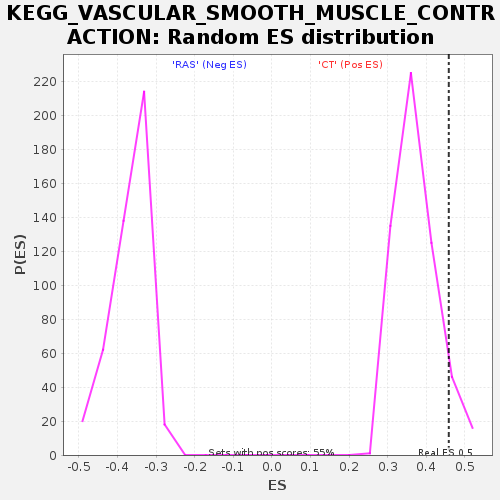 KEGG_VASCULAR_SMOOTH_MUSCLE_CONTR
ACTION: Random ES distribution
'RAS' (Neg ES) 'CT' (Pos ES)
P(ES)
220
200
180
160
140
120
100
80
60
40
20
0
Sets with pos scores: 55%
Real ES 0.5
-0.5 -0.4 -0.3 -0.2 -0.1 0.0 0.1 0.2 0.3 0.4 0.5
ES